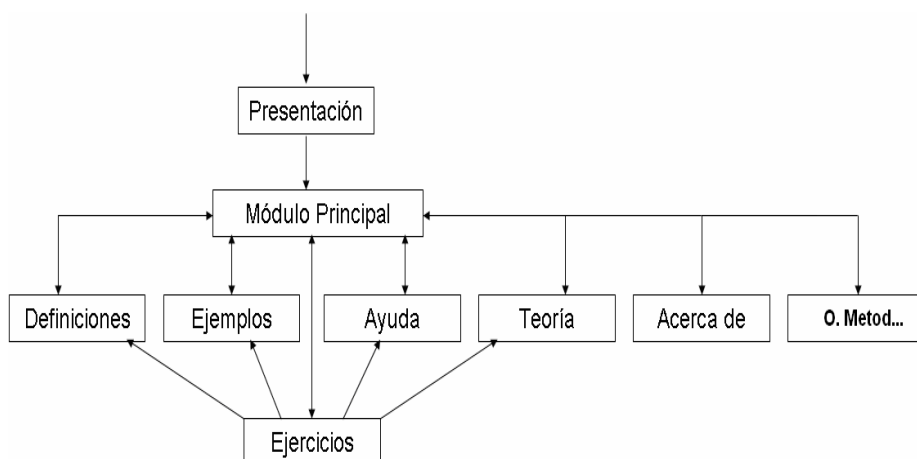 Presentación
Módulo Principal
Definiciones
Ejemplos
Ayuda
Teoría
Acerca de
O. Metod...
Ejercicios